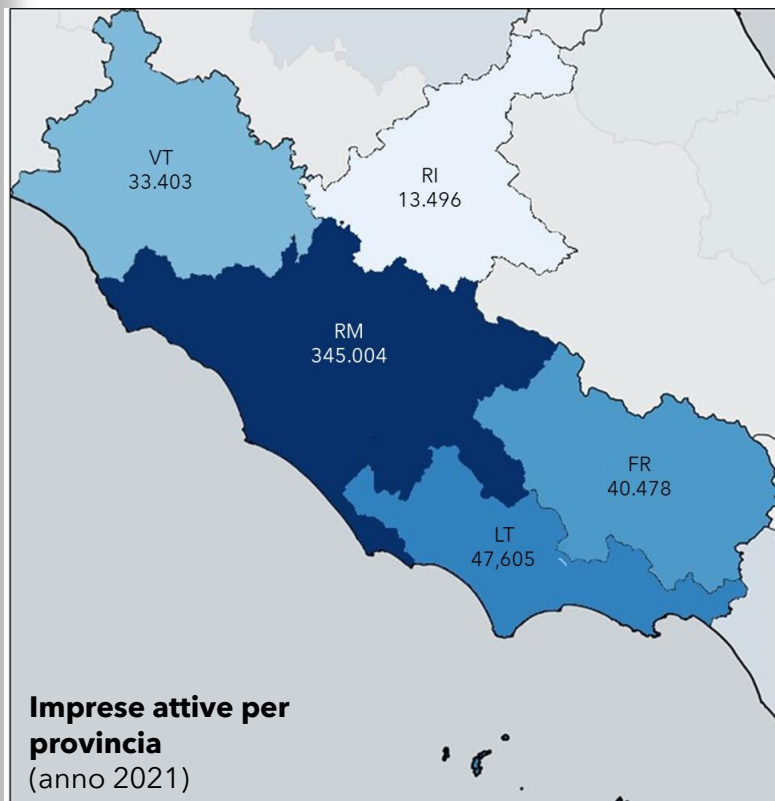 VT
33.403
RI
13.496
RM
345.004
FR
40.478
LT
47,605
Imprese attive per
provincia
(anno 2021)